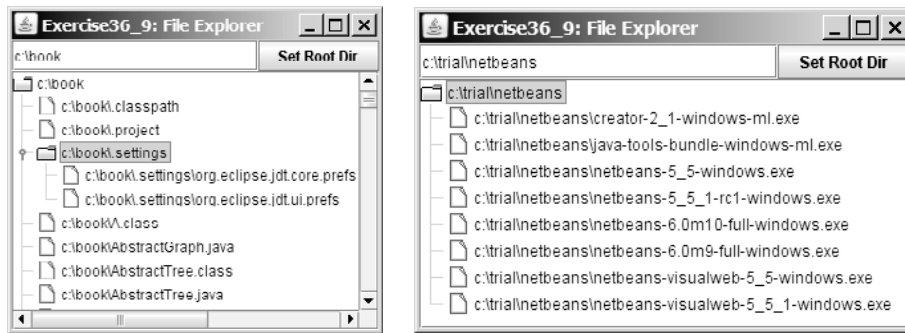 Exercise36_9: File Explorer
c:\book
Set Root Dir
c:\book
c:\book\.classpath
c:\book\.project
c:\book\.settings
c:\book\.settings\org.eclipse.jdt.core.prefs
c:\book\.settings\org.eclipse.jdt.ui.prefs
c:\book\A.class
c:\book\AbstractGraph.java
c:\book\AbstractTree.class
c:\book\AbstractTree.java
Exercise36_9: File Explorer
c:\trial\netbeans
Set Root Dir
c:\trial\netbeans
c:\trial\netbeans\creator-2_1-windows-ml.exe
c:\trial\netbeans\java-tools-bundle-windows-ml.exe
c:\trial\netbeans\netbeans-5_5-windows.exe
c:\trial\netbeans\netbeans-5_5_1-rc1-windows.exe
c:\trial\netbeans\netbeans-6.0m10-full-windows.exe
c:\trial\netbeans\netbeans-6.0m9-full-windows.exe
c:\trial\netbeans\netbeans-visualweb-5_5-windows.exe
c:\trial\netbeans\netbeans-visualweb-5_5_1-windows.exe